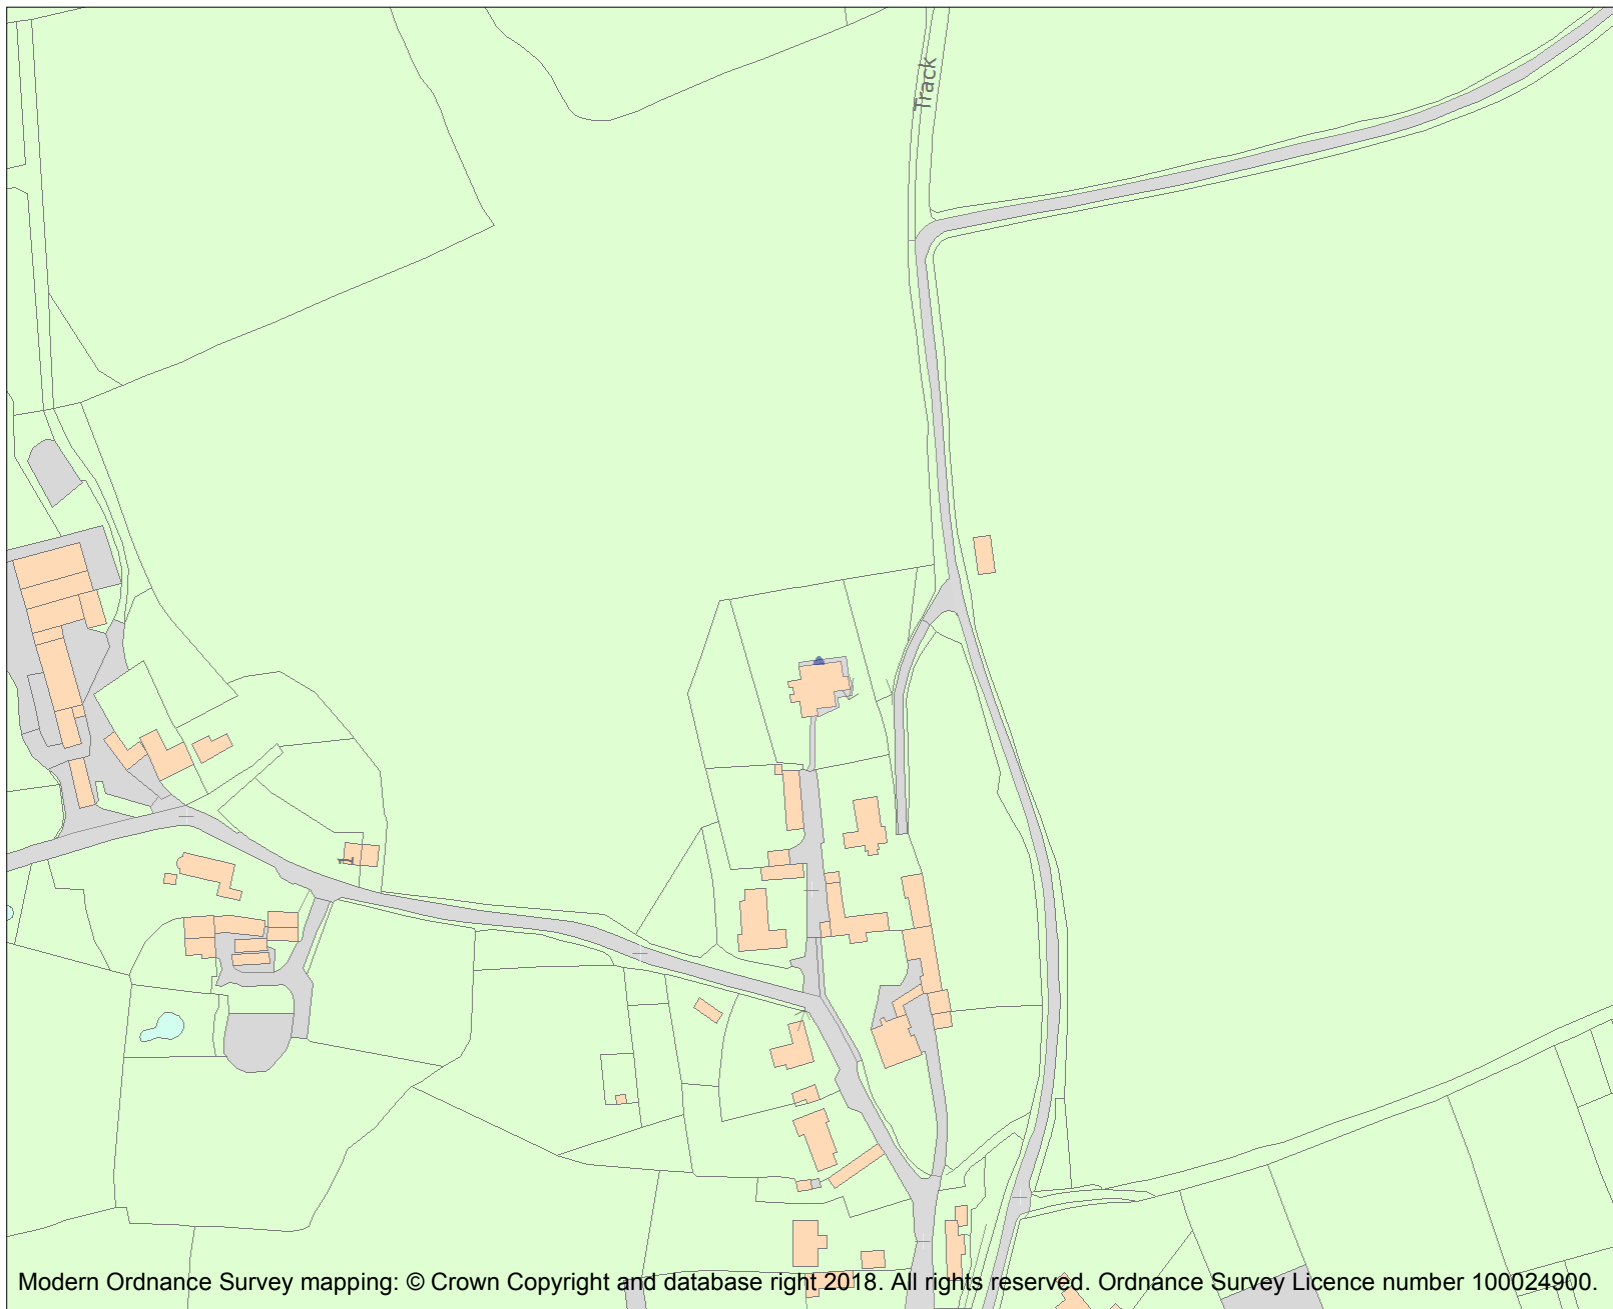 Track
1
Modern Ordnance Survey mapping: © Crown Copyright and database right 2018. All rights reserved. Ordnance Survey Licence number 100024900.